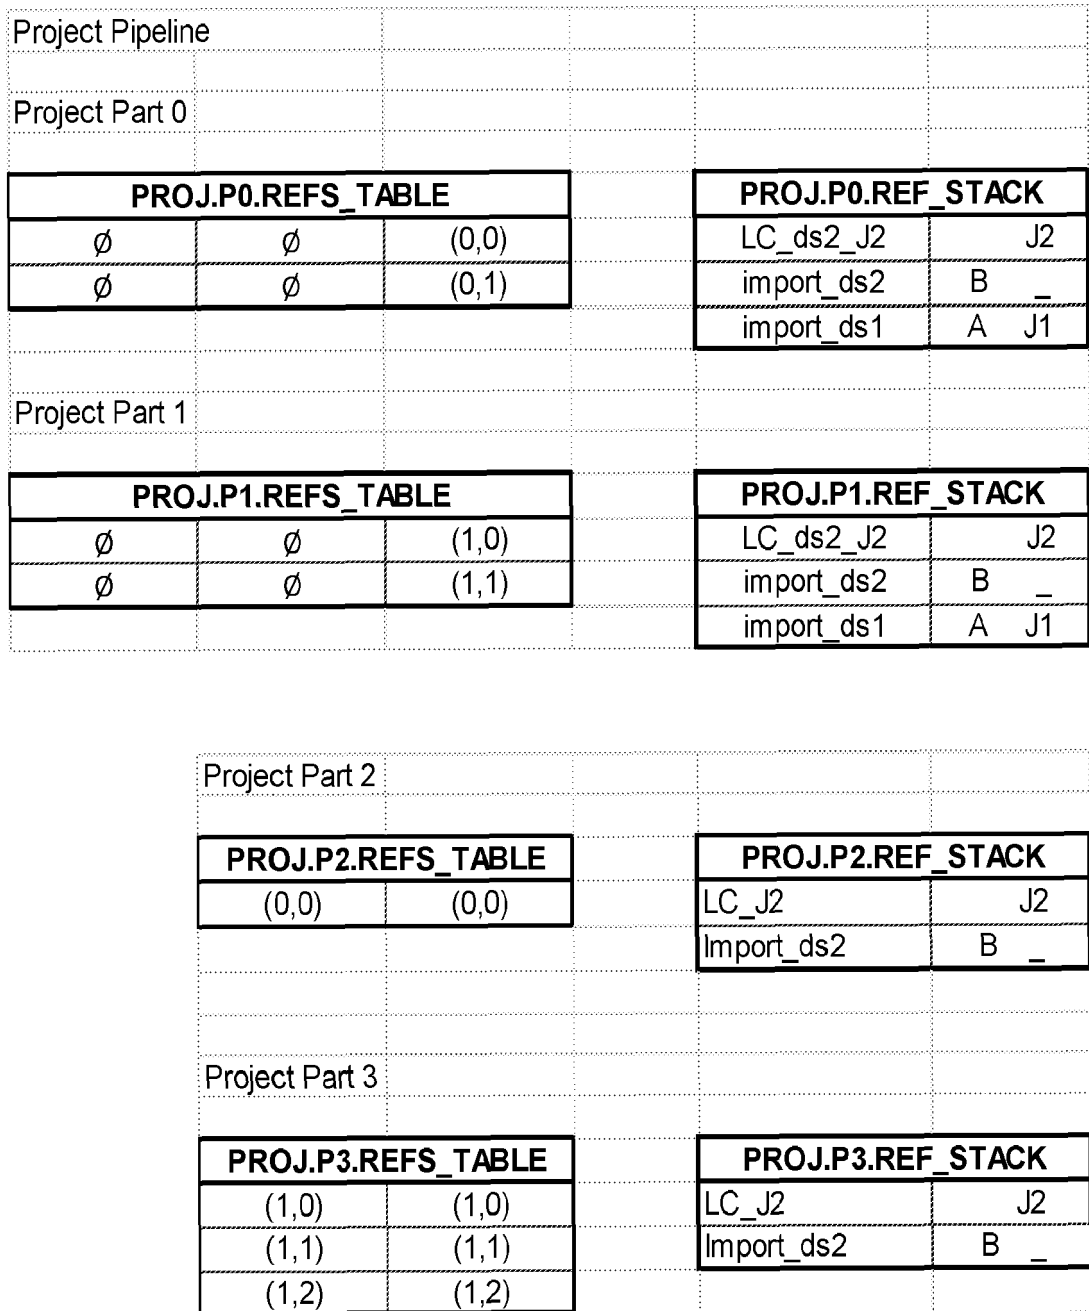 Project Pipeline
Project Part 0
PROJ.P0.REFS_TABLE PROJ.P0.REF_STACK
∅ ∅ (0,0) LC_ds2_J2 J2
∅ ∅ (0,1) import_ds2 B _
import_ds1 A J1
Project Part 1
PROJ.P1.REFS_TABLE PROJ.P1.REF_STACK
∅ ∅ (1,0) LC_ds2_J2 J2
∅ ∅ (1,1) import_ds2 B _
import_ds1 A J1
Project Part 2
PROJ.P2.REFS_TABLE PROJ.P2.REF_STACK
(0,0) (0,0) LC_J2 J2
Import_ds2 B _
Project Part 3
PROJ.P3.REFS_TABLE PROJ.P3.REF_STACK
(1,0) (1,0) LC_J2 J2
(1,1) (1,1) Import_ds2 B _
(1,2) (1,2)